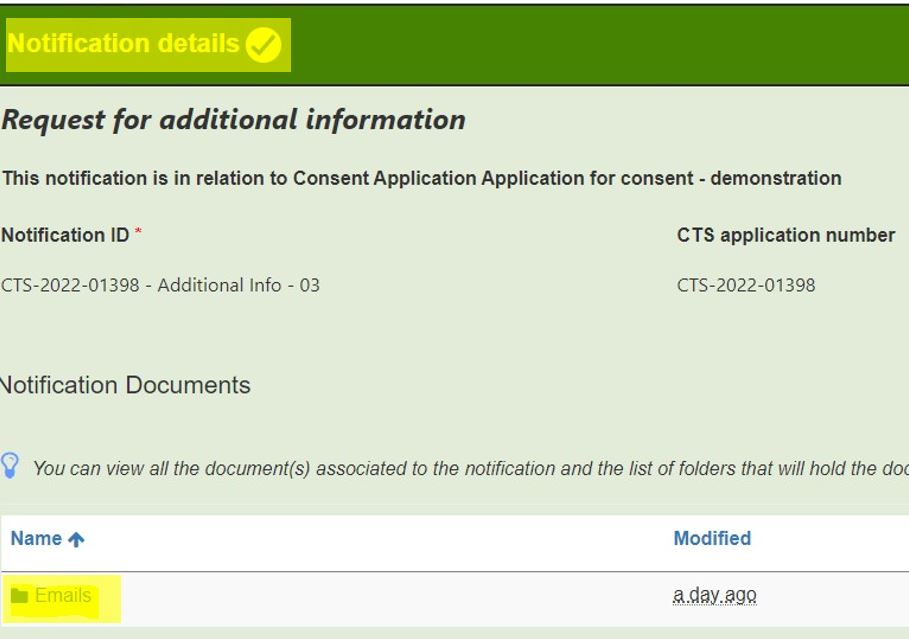 Notification details
Request for additional information
This notification is in relation to Consent Application Application for consent - demonstration
Notification ID *
CTS application number
CTS-2022-01398 - Additional Info - 03
CTS-2022-01398
Notification Documents
You can view all the document(s) associated to the notification and the list of folders that will hold the
Name
Modified
Emails
a day ago